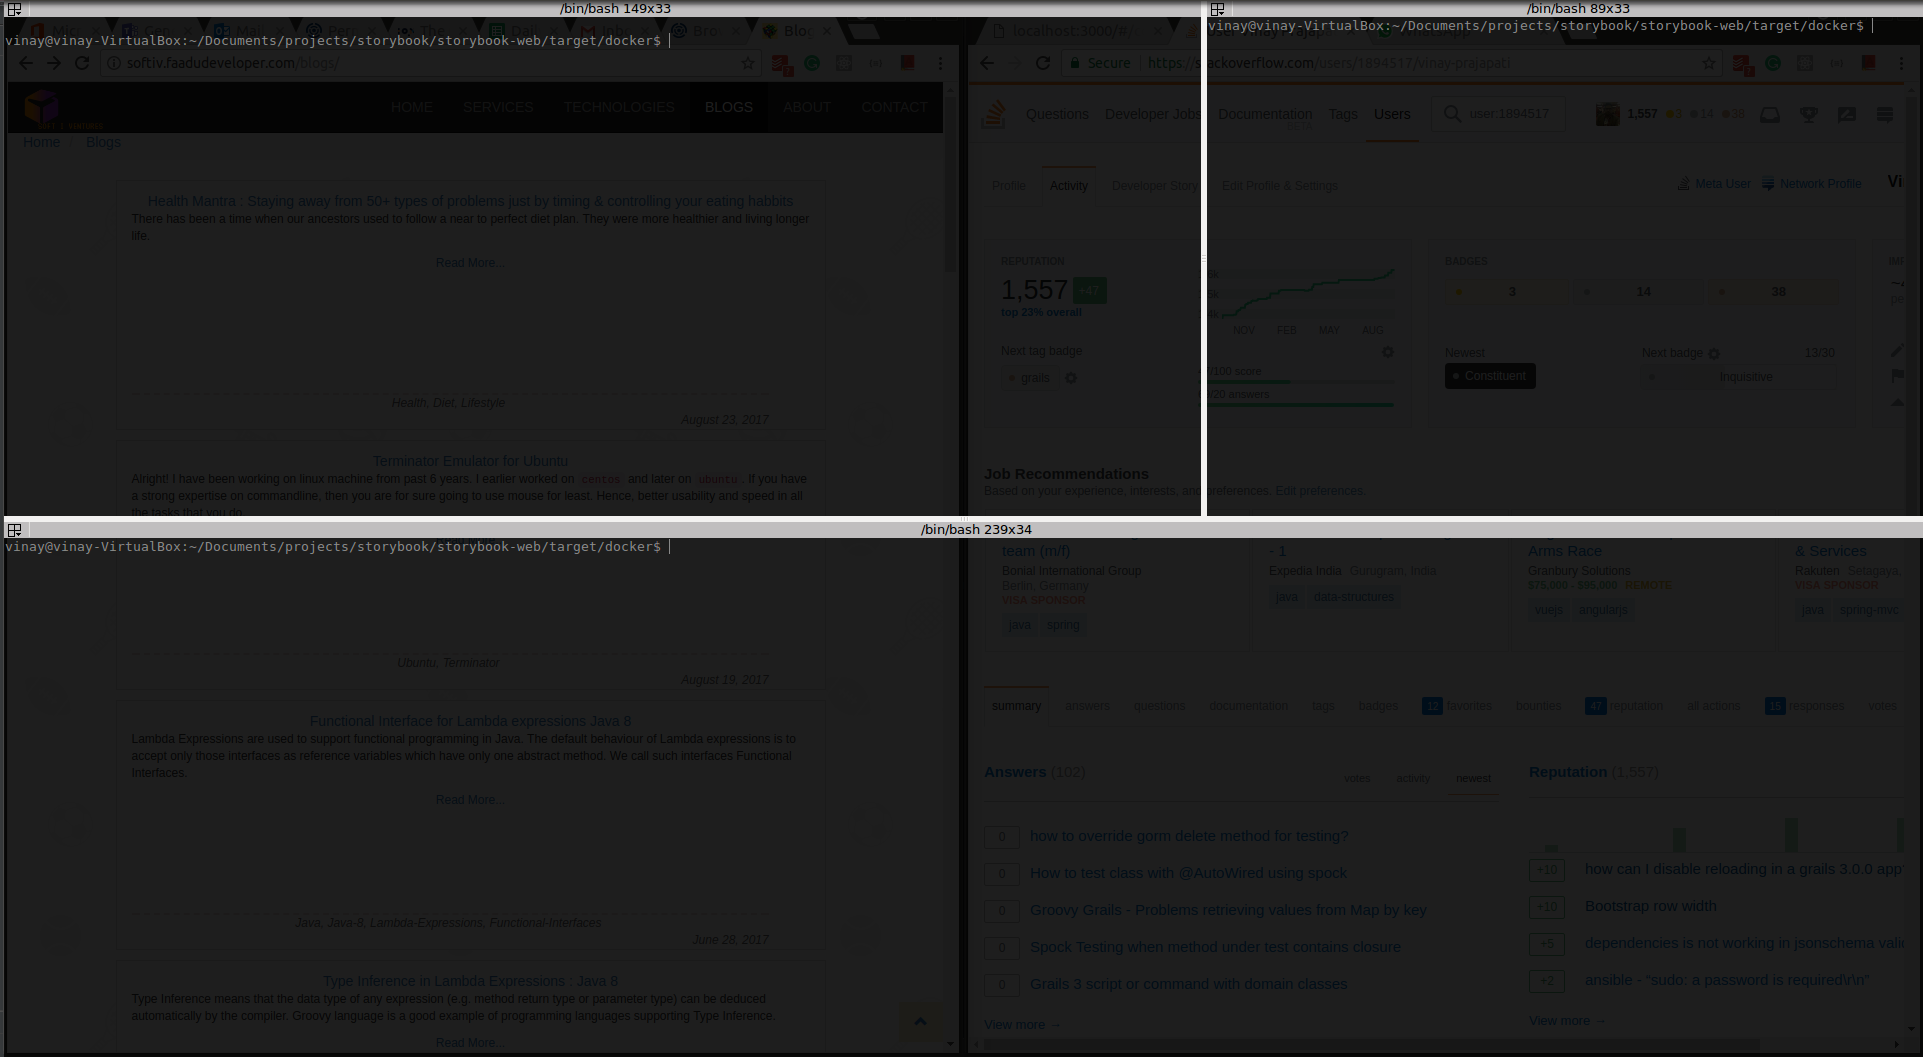 /bin/bash 149x33
vinay@vinay-VirtualBox:~/Documents/projects/storybook/storybook-web/target/docker$
softiv.faadudeveloper.com/blogs/
HOME SERVICES TECHNOLOGIES BLOGS ABOUT CONTACT
Home Blogs
Health Mantra : Staying away from 50+ types of problems just by timing & controlling your eating habbits
There has been a time when our ancestors used to follow a near to perfect diet plan. They were more healthier and living longer
life.
Read More...
Health, Diet, Lifestyle
August 23, 2017
Terminator Emulator for Ubuntu
Alright! I have been working on linux machine from past 6 years. I earlier worked on centos and later on ubuntu. If you have
a strong expertise on commandline, then you are for sure going to use mouse for least. Hence, better usability and speed in all
the tasks that you do.
/bin/bash 89x33
vinay@vinay-VirtualBox:~/Documents/projects/storybook/storybook-web/target/docker$
localhost:3000/#/
Secure https://stackoverflow.com/users/1894517/vinay-prajapati
Questions Developer Jobs Documentation Tags Users user:1894517 1,557 3 14 38
Profile Activity Developer Story Edit Profile & Settings Meta User Network Profile
REPUTATION
1,557 +47
top 23% overall
NOV FEB MAY AUG
Next tag badge
grails
/100 score
/20 answers
BADGES
3 14 38
Newest Next badge 13/30
Constituent Inquisitive
Job Recommendations
Based on your experience, interests, and preferences. Edit preferences.
/bin/bash 239x34
vinay@vinay-VirtualBox:~/Documents/projects/storybook/storybook-web/target/docker$
Ubuntu, Terminator
August 19, 2017
Functional Interface for Lambda expressions Java 8
Lambda Expressions are used to support functional programming in Java. The default behaviour of Lambda expressions is to
accept only those interfaces as reference variables which have only one abstract method. We call such interfaces Functional
Interfaces.
Read More...
Java, Java-8, Lambda-Expressions, Functional-Interfaces
June 28, 2017
Type Inference in Lambda Expressions : Java 8
Type Inference means that the data type of any expression (e.g. method return type or parameter type) can be deduced
automatically by the compiler. Groovy language is a good example of programming languages supporting Type Inference.
Read More...
team (m/f)
Bonial International Group
Berlin, Germany
VISA SPONSOR
java spring
- 1
Expedia India Gurugram, India
java data-structures
Arms Race
Granbury Solutions
$75,000 - $95,000 REMOTE
vuejs angularjs
& Services
Rakuten Setagaya,
VISA SPONSOR
java spring-mvc
summary answers questions documentation tags badges 12 favorites bounties 47 reputation all actions 15 responses votes
Answers (102) votes activity newest
0 how to override gorm delete method for testing?
0 How to test class with @AutoWired using spock
0 Groovy Grails - Problems retrieving values from Map by key
0 Spock Testing when method under test contains closure
0 Grails 3 script or command with domain classes
View more →
Reputation (1,557)
+10 how can I disable reloading in a grails 3.0.0 app
+10 Bootstrap row width
+5 dependencies is not working in jsonschema valid
+2 ansible - "sudo: a password is required\r\n"
View more →